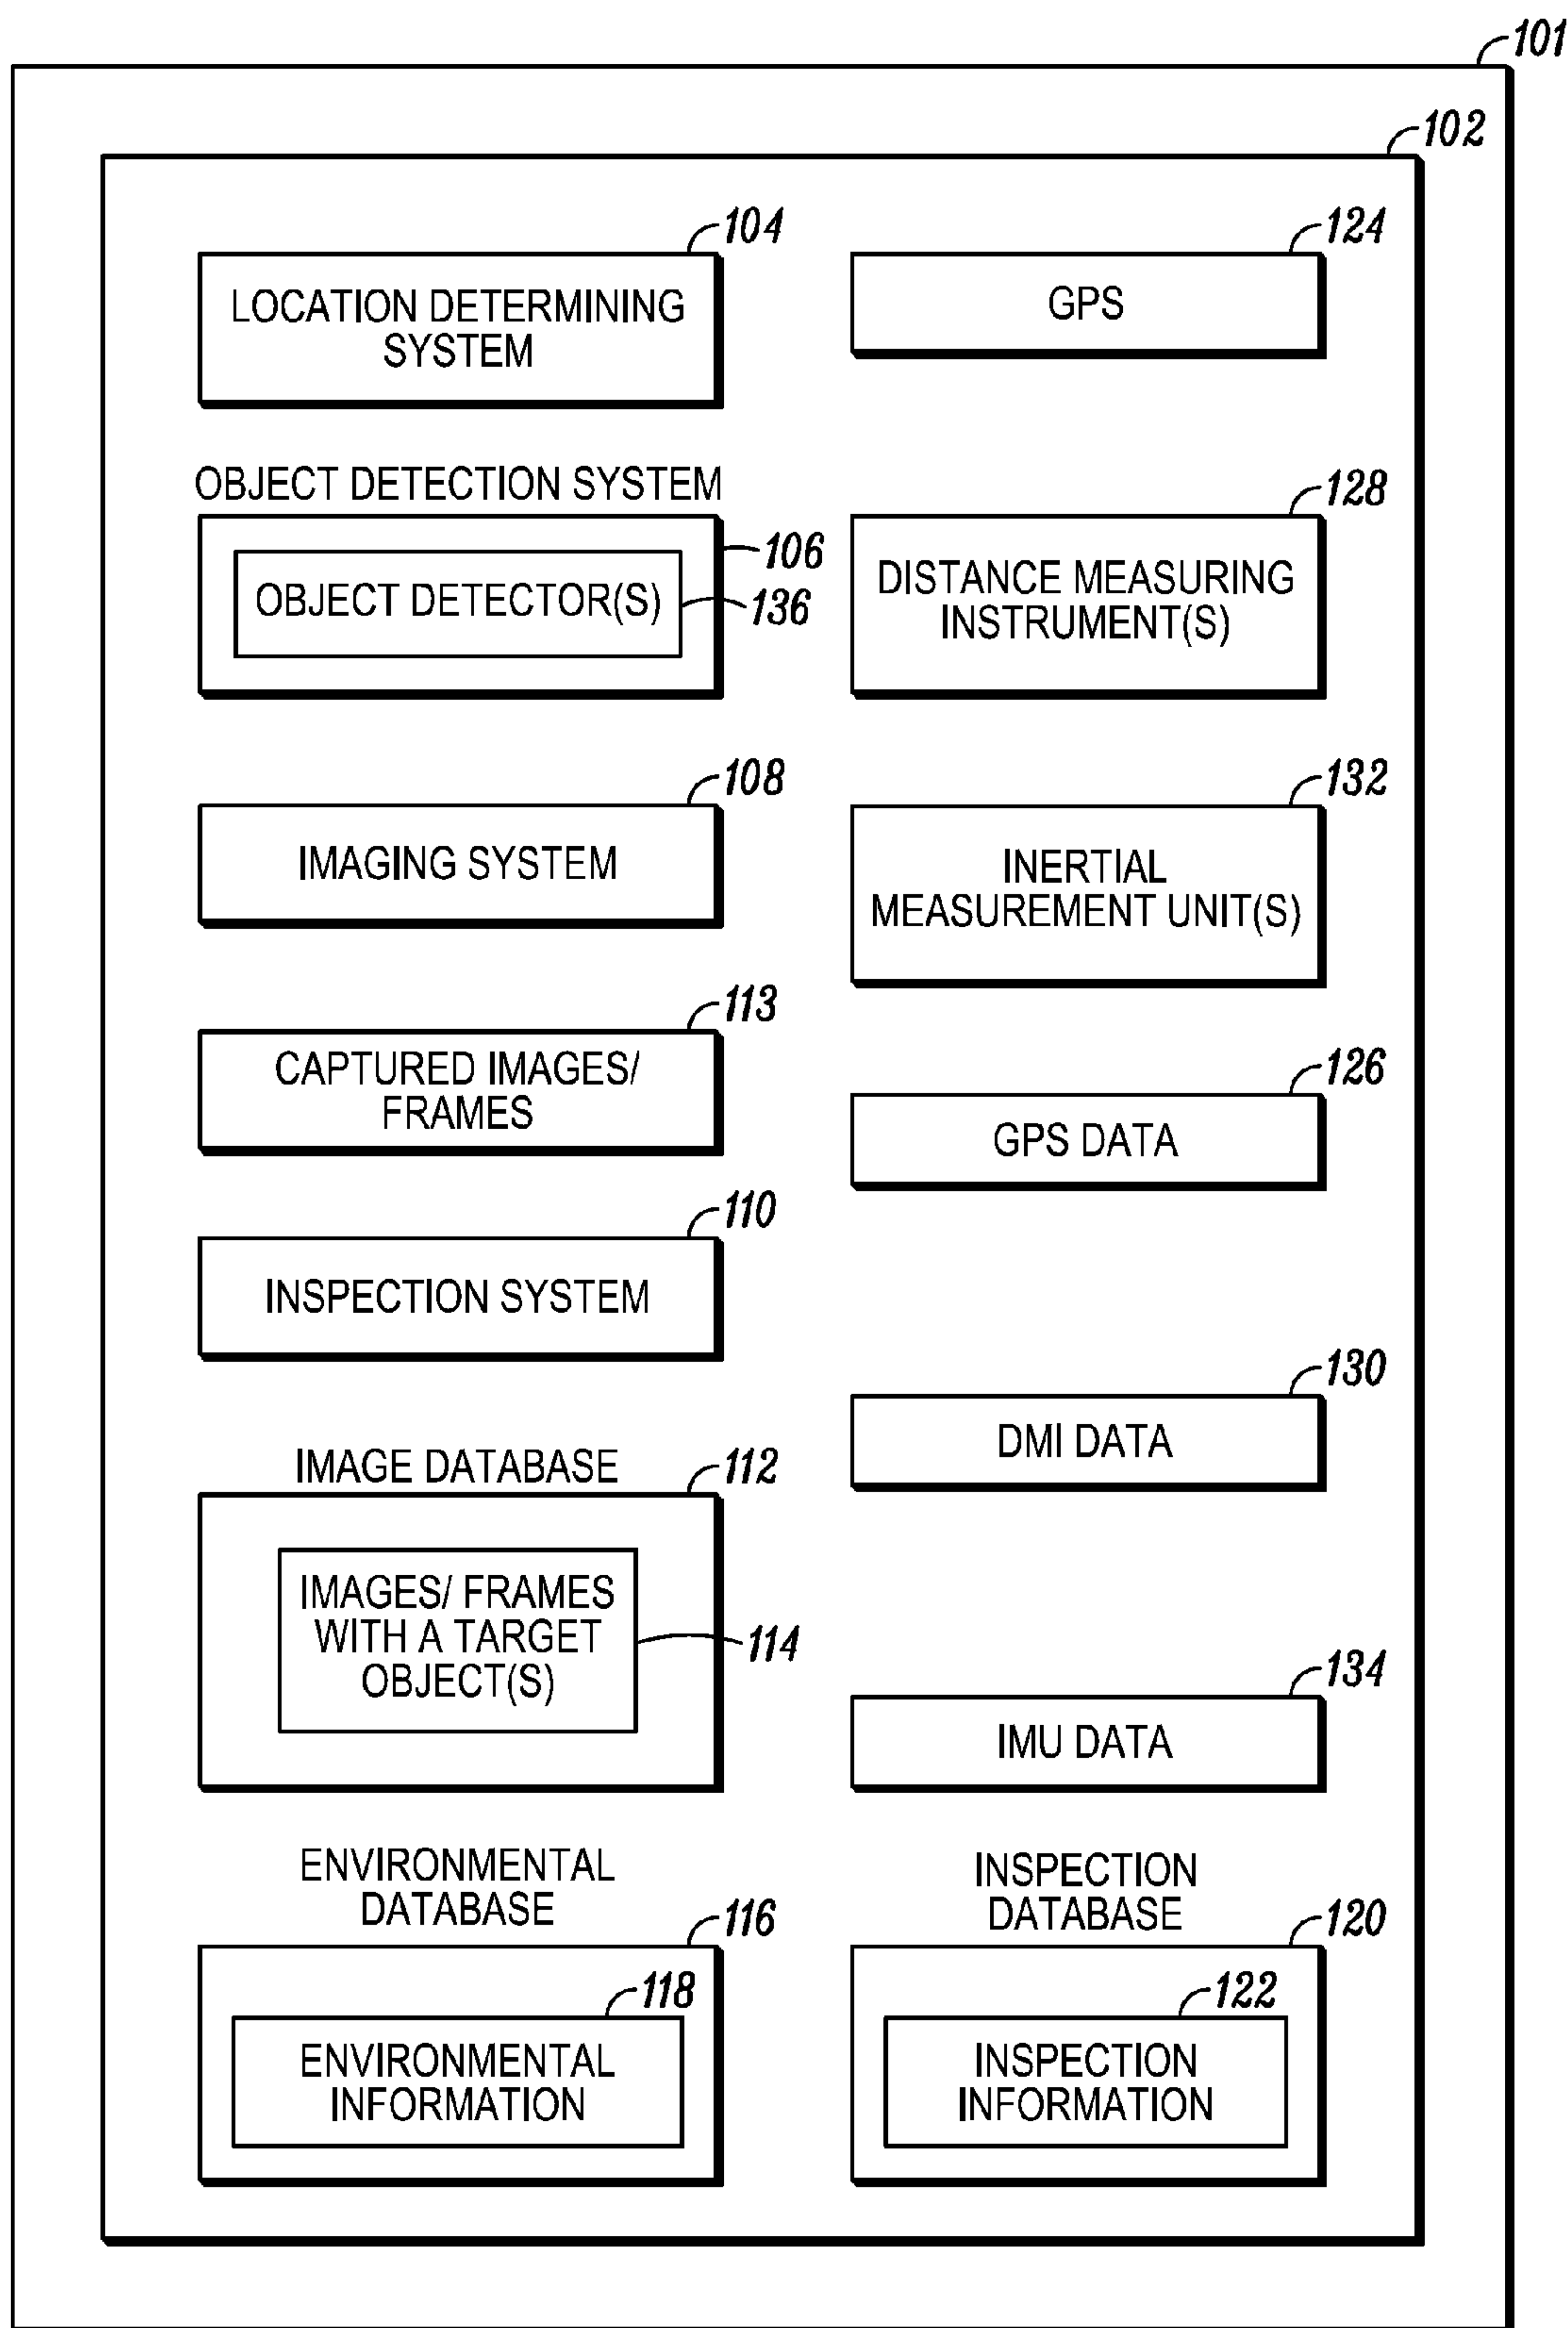 101
102
104
LOCATION DETERMINING
SYSTEM
124
GPS
OBJECT DETECTION SYSTEM
106
OBJECT DETECTOR(S)
136
128
DISTANCE MEASURING
INSTRUMENT(S)
108
IMAGING SYSTEM
132
INERTIAL
MEASUREMENT UNIT(S)
113
CAPTURED IMAGES/
FRAMES
126
GPS DATA
110
INSPECTION SYSTEM
130
DMI DATA
IMAGE DATABASE
112
IMAGES/ FRAMES
WITH A TARGET
OBJECT(S)
114
134
IMU DATA
ENVIRONMENTAL
DATABASE
116
118
ENVIRONMENTAL
INFORMATION
INSPECTION
DATABASE
120
122
INSPECTION
INFORMATION